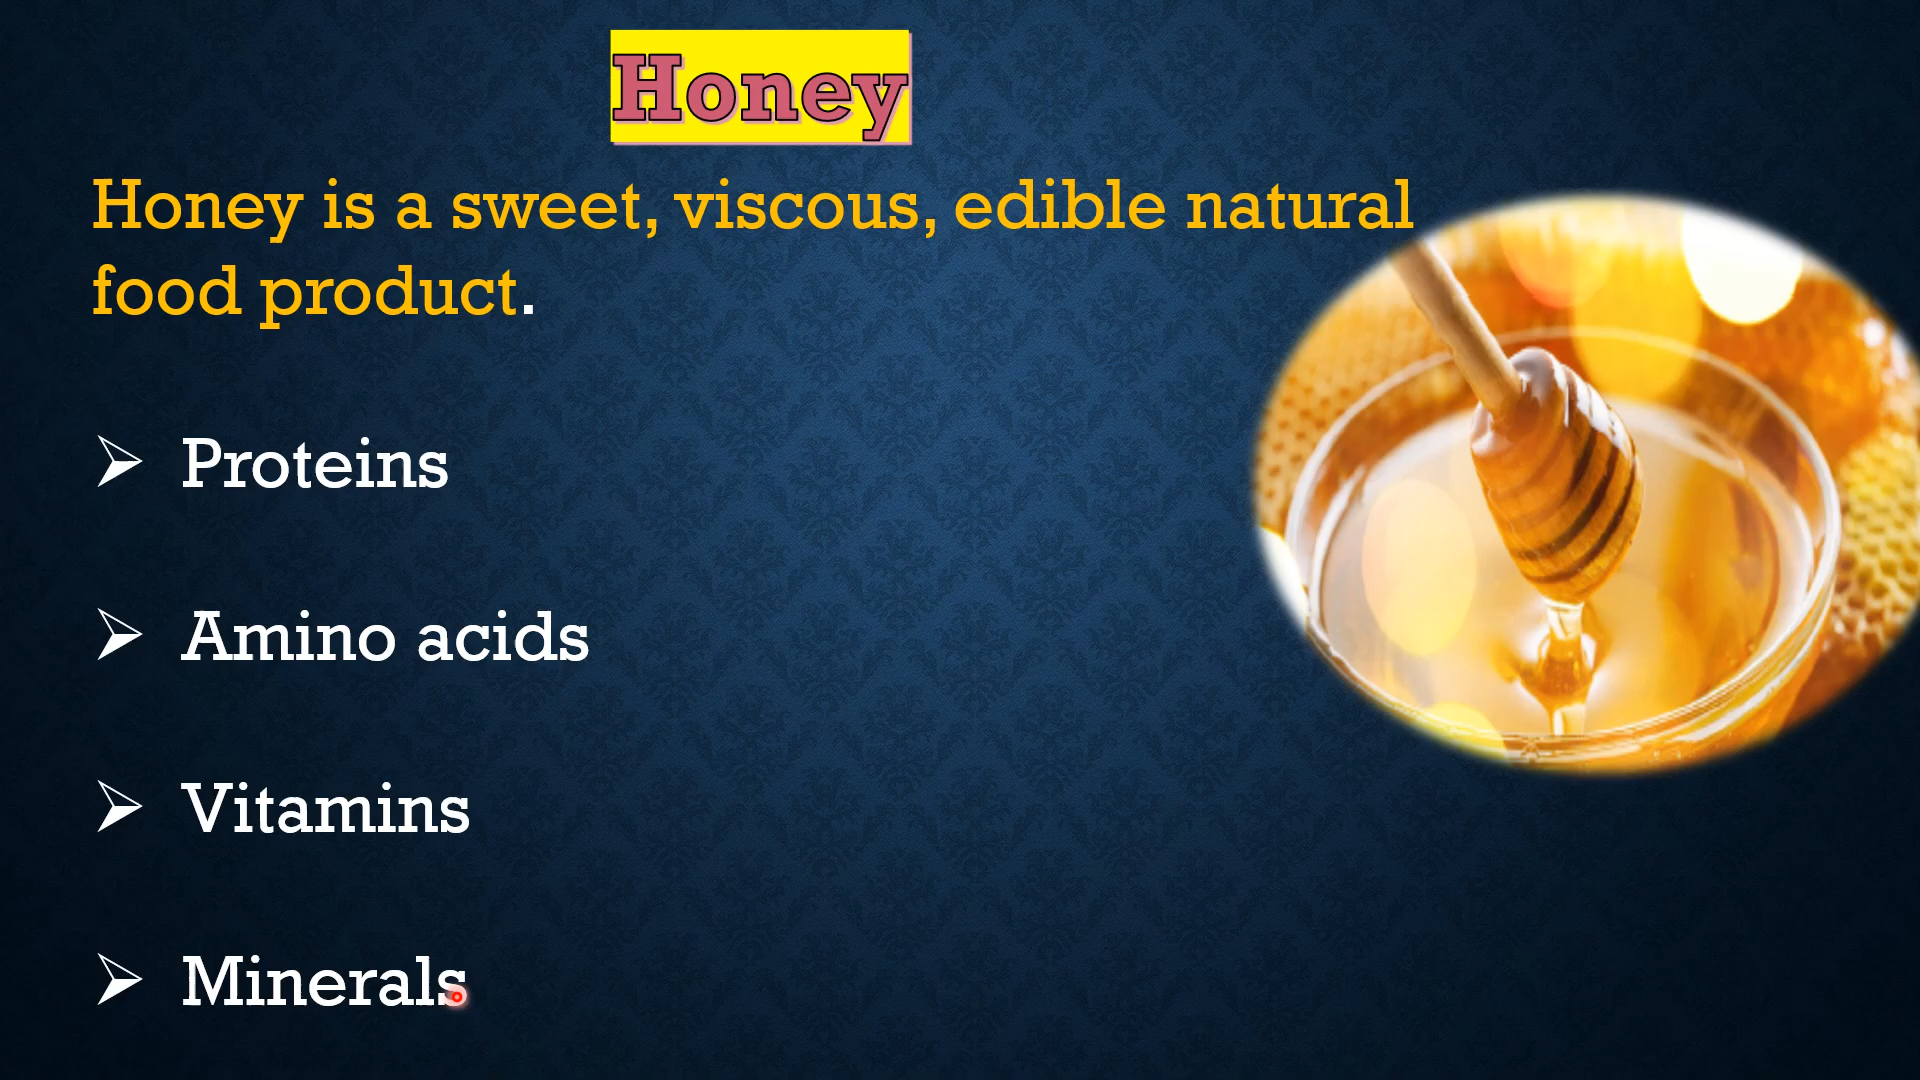 Honey
Honey is a sweet, viscous, edible natural
food product.
Proteins
Amino acids
Vitamins
Minerals